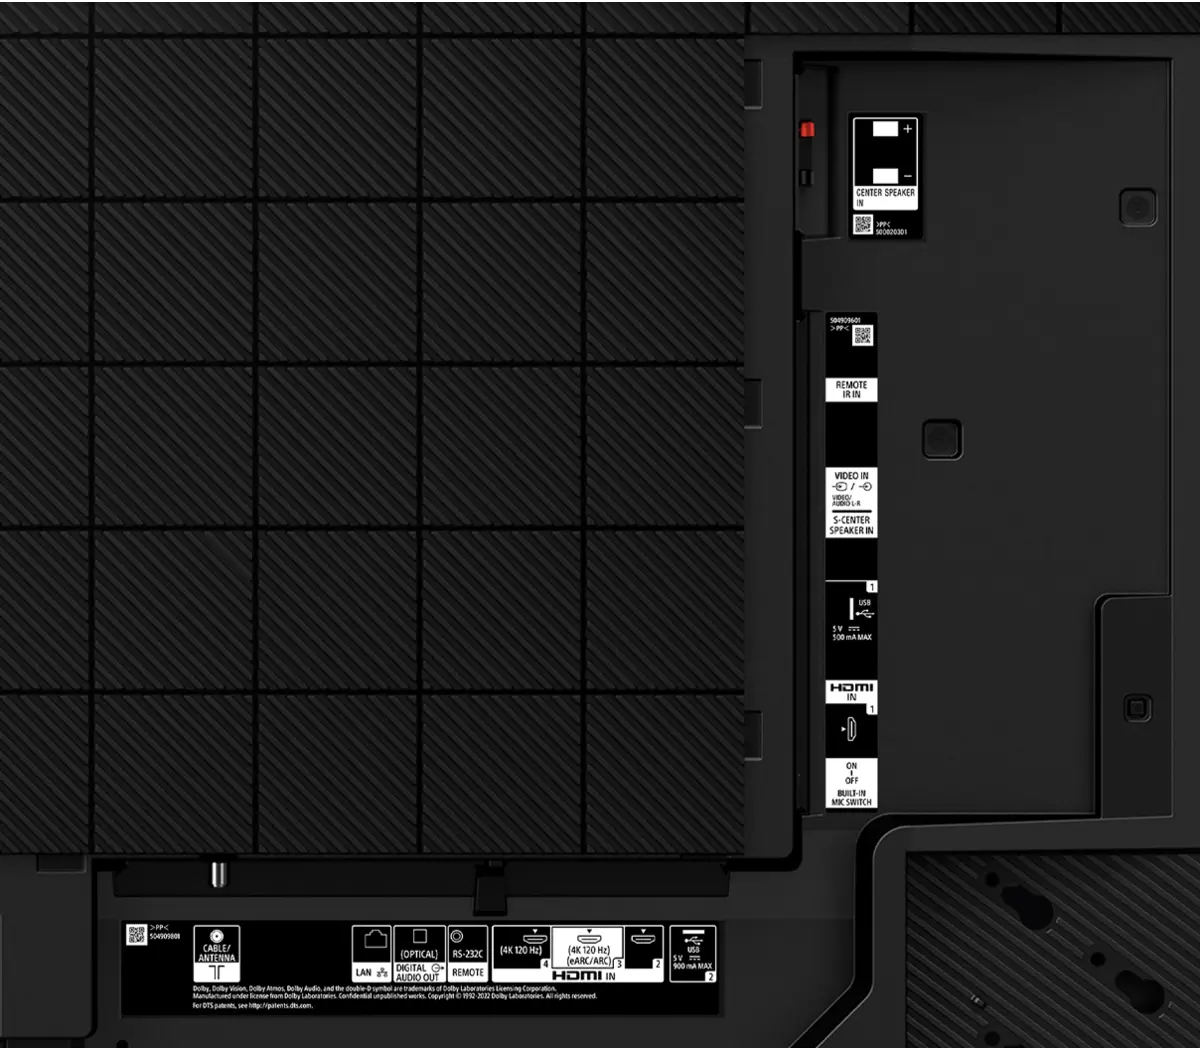 +
−
CENTER SPEAKER
IN
>PP<
500020301
504909601
>PP<
REMOTE
IR IN
VIDEO IN
/
VIDEO/
AUDIO L-R
S-CENTER
SPEAKER IN
1
USB
5 V
500 mA MAX
HDMI
IN
1
ON
OFF
BUILT-IN
MIC SWITCH
>PP<
504909801
CABLE/
ANTENNA
LAN
(OPTICAL)
DIGITAL
AUDIO OUT
RS-232C
REMOTE
(4K 120 Hz)
4
(4K 120 Hz)
(eARC/ARC)
3
2
HDMI IN
USB
5 V
900 mA MAX
2
Dolby, Dolby Vision, Dolby Atmos, Dolby Audio, and the double-D symbol are trademarks of Dolby Laboratories Licensing Corporation.
Manufactured under license from Dolby Laboratories. Confidential unpublished works. Copyright © 1992-2022 Dolby Laboratories. All rights reserved.
For DTS patents, see http://patents.dts.com.